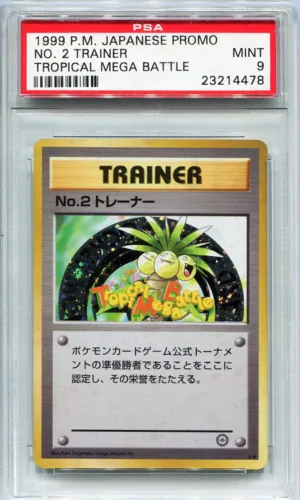 PSA
1999 P.M. JAPANESE PROMO
NO. 2 TRAINER MINT
TROPICAL MEGA BATTLE 9
23214478
TRAINER
No.2 トレーナー
Tropical Mega Battle
ポケモンカードゲーム公式トーナメ
ントの準優勝者であることをここに
認定し、その栄誉をたたえる。